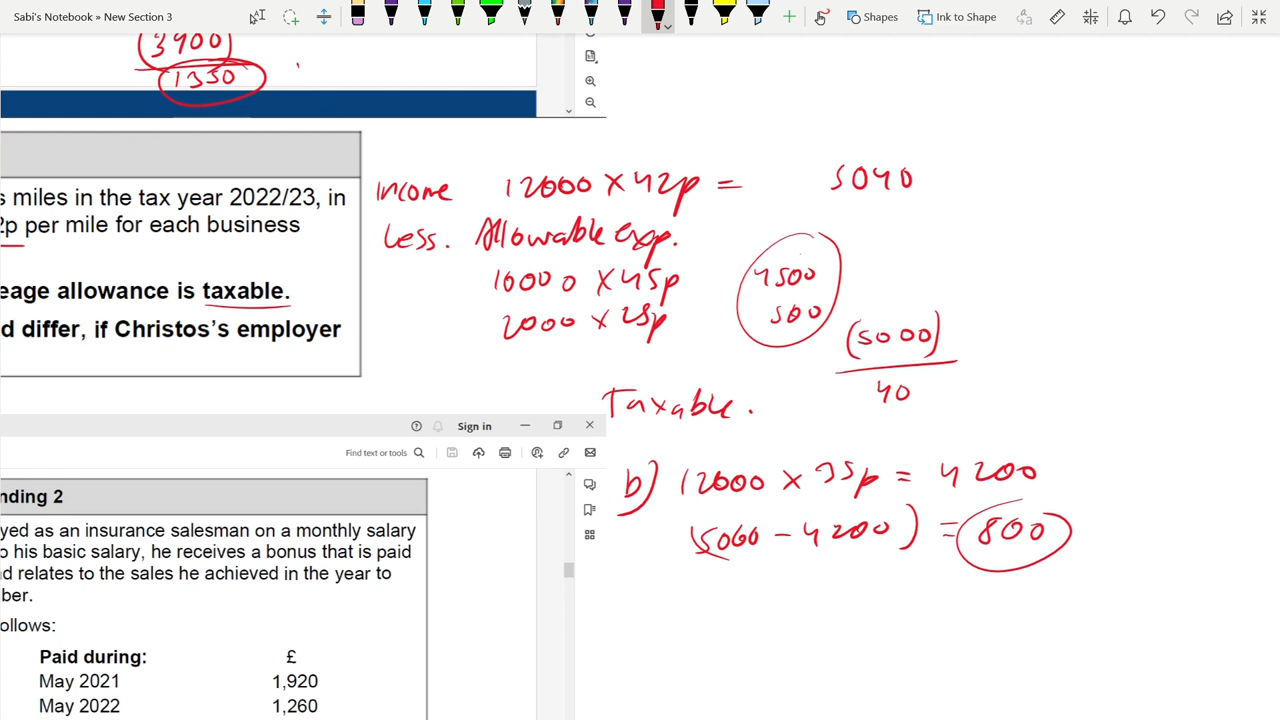 Sabi's Notebook » New Section 3
Shapes
Ink to Shape
(3900)
1350
s miles in the tax year 2022/23, in
2p per mile for each business
eage allowance is taxable.
d differ, if Christos's employer
Income 12000 x 42p = 5040
Less. Allowable exp.
10000 x 45p 4500
2000 x 25p 500
(5000)
40
Taxable.
b) 12000 x 35p = 4200
(5000 - 4200) = 800
Sign in
Find text or tools
nding 2
yed as an insurance salesman on a monthly salary
o his basic salary, he receives a bonus that is paid
nd relates to the sales he achieved in the year to
ber.
ollows:
Paid during: £
May 2021 1,920
May 2022 1,260